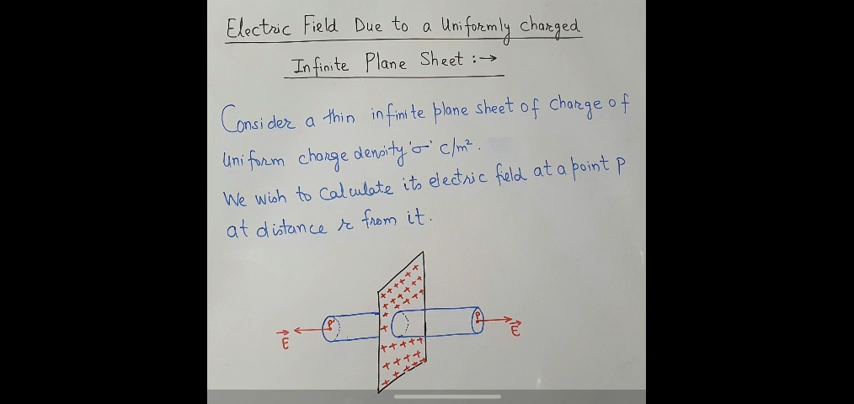 Electric Field Due to a Uniformly charged
Infinite Plane Sheet :→
Consider a thin infinite plane sheet of charge of
uniform charge density 'σ' c/m².
We wish to calculate its electric field at a point P
at distance r from it.
P
P
E⃗
E⃗